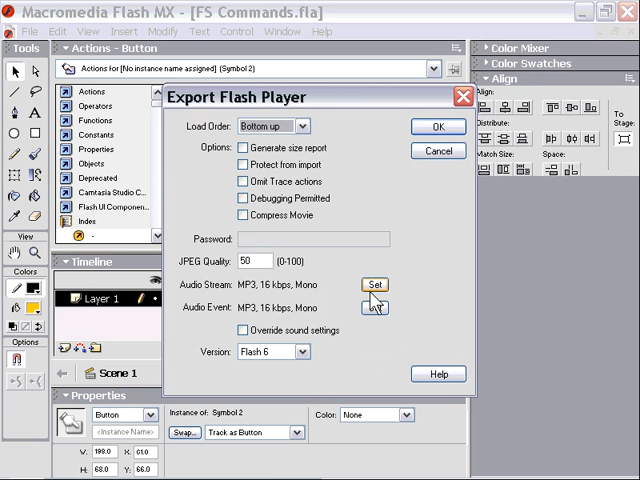 Macromedia Flash MX - [FS Commands.fla]
File Edit View Insert Modify Text Control Window Help
Tools
Actions - Button
Actions for [No instance name assigned] (Symbol 2)
Color Mixer
Color Swatches
Align
Align:
To Stage:
Distribute:
Match Size:
Space:
Actions
Operators
Functions
Constants
Properties
Objects
Deprecated
Camtasia Studio C...
Flash UI Componen...
Index
Export Flash Player
Load Order: Bottom up
OK
Options: Generate size report
Cancel
Protect from import
Omit Trace actions
Debugging Permitted
Compress Movie
Password:
JPEG Quality: 50 (0-100)
Audio Stream: MP3, 16 kbps, Mono Set
Audio Event: MP3, 16 kbps, Mono
Override sound settings
Version: Flash 6
Help
View
Colors
Options
Timeline
Layer 1
Scene 1
Properties
Button
Instance of: Symbol 2
Color: None
<Instance Name>
Swap...
Track as Button
W: 198.0 X: 61.0
H: 68.0 Y: 66.0